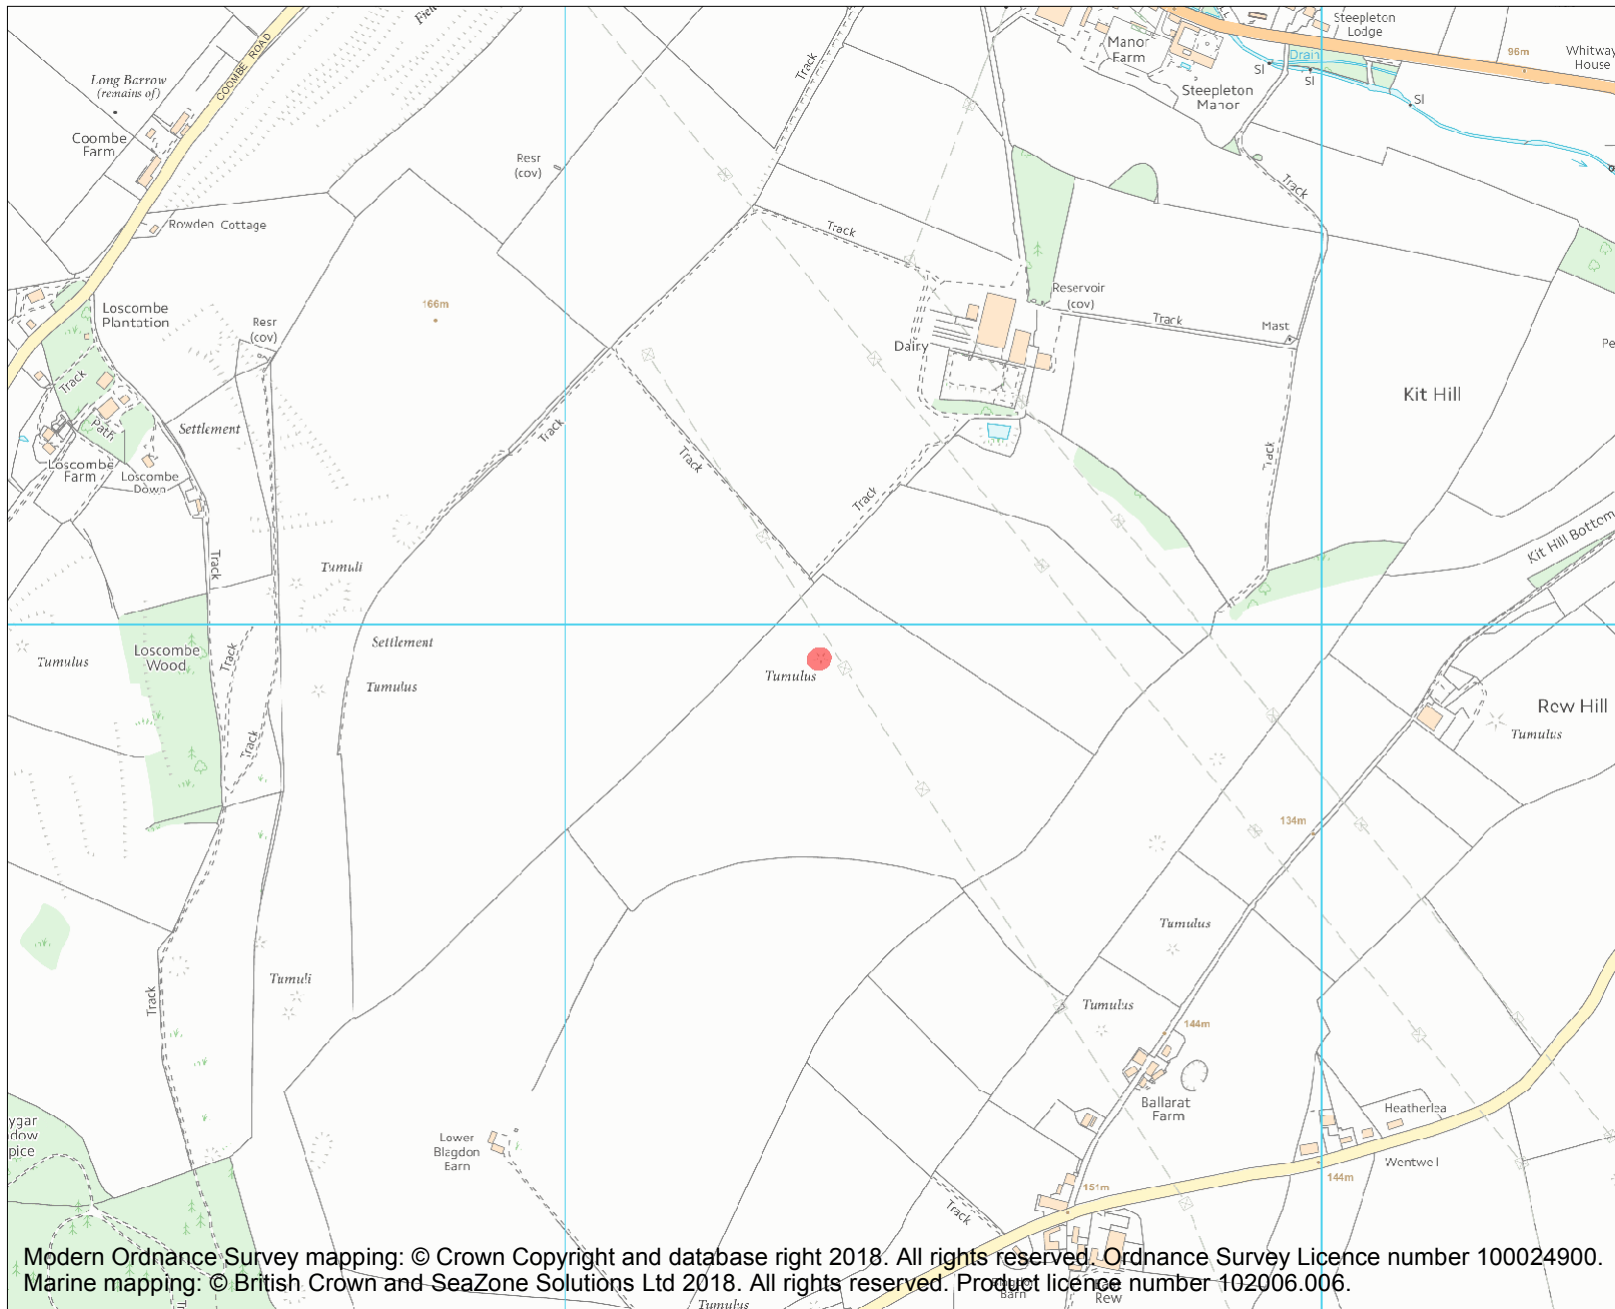 Field
COOMBE ROAD
Long Barrow
(remains of)
Coombe
Farm
Track
Manor
Farm
Steepleton
Lodge
96m
Whitway
House
Drain
Sl
Sl
Sl
Steepleton
Manor
Resr
(cov)
Track
Rowden Cottage
Track
Loscombe
Plantation
Resr
(cov)
166m
Reservoir
(cov)
Track
Mast
Dairy
Kit Hill
Track
Path
Settlement
Loscombe
Farm
Loscombe
Down
Track
Track
Track
Track
Kit Hill Bottom
Track
Tumuli
Tumulus
Loscombe
Wood
Track
Settlement
Tumulus
Tumulus
Rew Hill
Tumulus
Track
134m
Tumulus
Tumuli
Track
Tumulus
144m
Ballarat
Farm
Heatherlea
Lower
Blagdon
Barn
Wentwell
144m
151m
Track
Modern Ordnance Survey mapping: © Crown Copyright and database right 2018. All rights reserved. Ordnance Survey Licence number 100024900.
Marine mapping: © British Crown and SeaZone Solutions Ltd 2018. All rights reserved. Product licence number 102006.006.
Barn
Rew
Tumulus